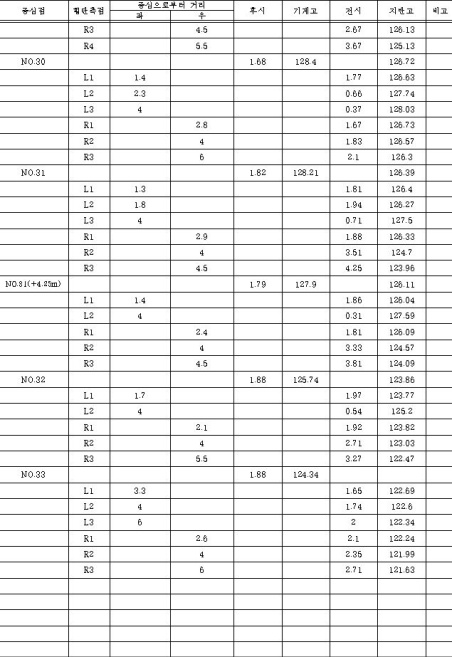 중심점 횡단측점 중심으로부터 거리 후시 기계고 전시 지반고 비고
좌 우
R3 4.5 2.67 126.13
R4 5.5 3.67 125.13
NO.30 1.68 128.4 126.72
L1 1.4 1.77 126.63
L2 2.3 0.66 127.74
L3 4 0.37 128.03
R1 2.8 1.67 126.73
R2 4 1.83 126.57
R3 6 2.1 126.3
NO.31 1.82 128.21 126.39
L1 1.3 1.81 126.4
L2 1.8 1.94 126.27
L3 4 0.71 127.5
R1 2.9 1.88 126.33
R2 4 3.51 124.7
R3 4.5 4.25 123.96
NO.31(+4.25m) 1.79 127.9 126.11
L1 1.4 1.86 126.04
L2 4 0.31 127.59
R1 2.4 1.81 126.09
R2 4 3.33 124.57
R3 4.5 3.81 124.09
NO.32 1.88 125.74 123.86
L1 1.7 1.97 123.77
L2 4 0.54 125.2
R1 2.1 1.92 123.82
R2 4 2.71 123.03
R3 5.5 3.27 122.47
NO.33 1.88 124.34
L1 3.3 1.65 122.69
L2 4 1.74 122.6
L3 6 2 122.34
R1 2.6 2.1 122.24
R2 4 2.35 121.99
R3 6 2.71 121.63